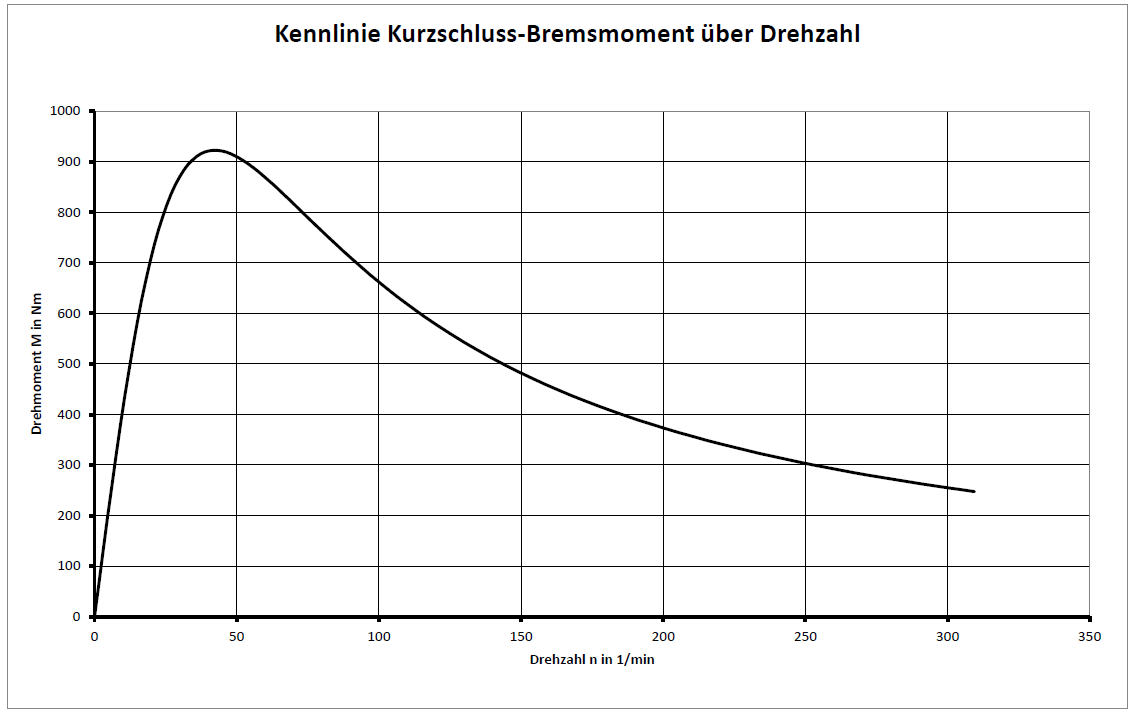 Kennlinie Kurzschluss-Bremsmoment über Drehzahl
Drehmoment M in Nm
1000
900
800
700
600
500
400
300
200
100
0
0 50 100 150 200 250 300 350
Drehzahl n in 1/min